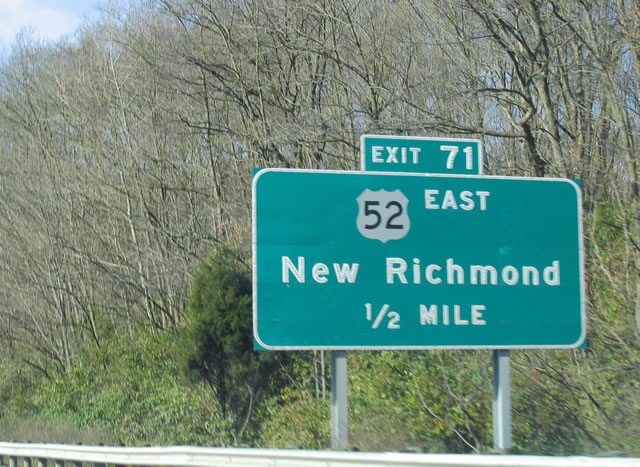 EXIT 71
52 EAST
New Richmond
1/2 MILE